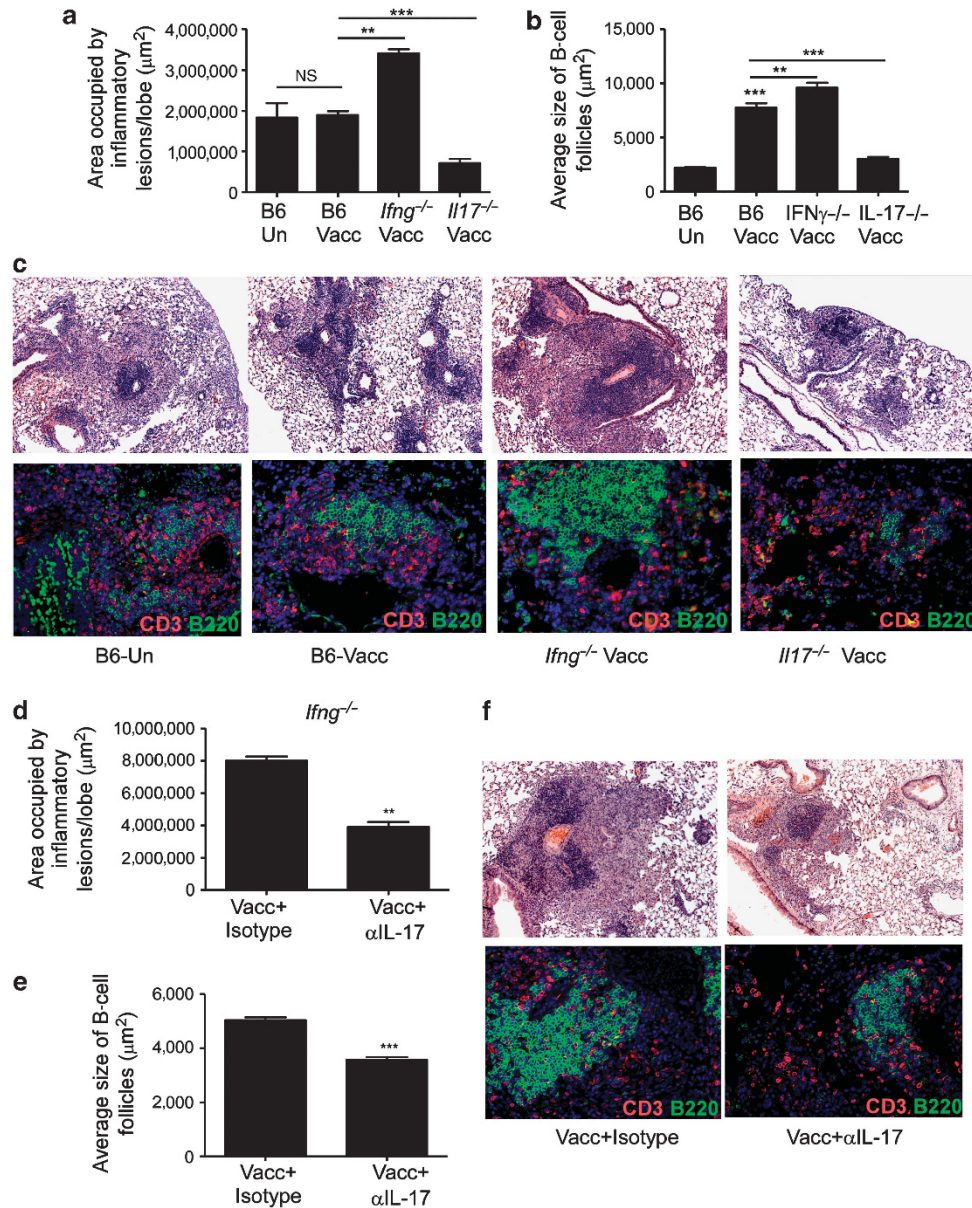 a
Area occupied by
inflammatory
lesions/lobe (μm²)
4,000,000
3,000,000
2,000,000
1,000,000
0
NS
**
***
B6
Un
B6
Vacc
Ifng⁻/⁻
Vacc
Il17⁻/⁻
Vacc
b
Average size of B-cell
follicles (μm²)
15,000
10,000
5,000
0
***
**
***
B6
Un
B6
Vacc
IFNγ-/-
Vacc
IL-17-/-
Vacc
c
CD3 B220
CD3 B220
CD3 B220
CD3 B220
B6-Un
B6-Vacc
Ifng⁻/⁻ Vacc
Il17⁻/⁻ Vacc
d
Ifng⁻/⁻
Area occupied by
inflammatory
lesions/lobe (μm²)
10,000,000
8,000,000
6,000,000
4,000,000
2,000,000
0
**
Vacc+
Isotype
Vacc+
αIL-17
e
Average size of B-cell
follicles (μm²)
6,000
4,000
2,000
0
***
Vacc+
Isotype
Vacc+
αIL-17
f
CD3 B220
CD3 B220
Vacc+Isotype
Vacc+αIL-17